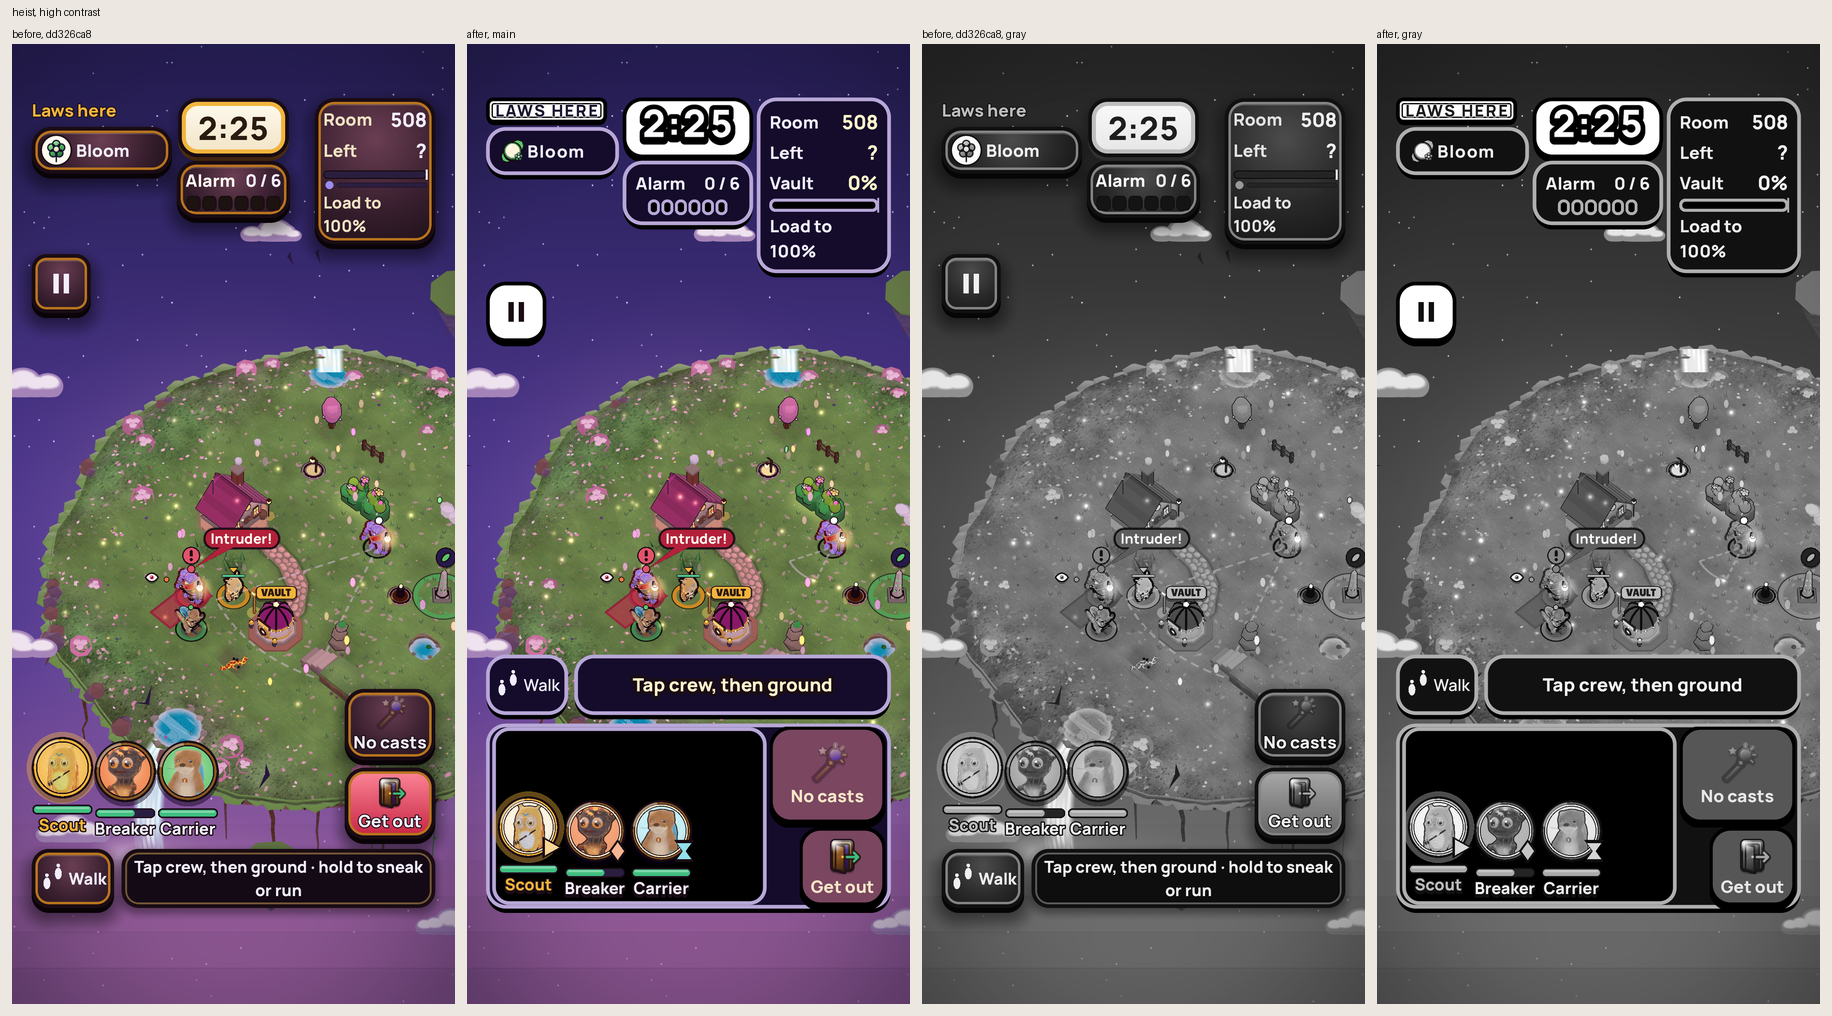 heist, high contrast
before, dd326ca8
Laws here
Bloom
2:25
Alarm 0 / 6
Room 508
Left ?
Load to
100%
Intruder!
VAULT
No casts
Get out
Scout Breaker Carrier
Walk
Tap crew, then ground · hold to sneak
or run
after, main
LAWS HERE
Bloom
2:25
Alarm 0 / 6
000000
Room 508
Left ?
Vault 0%
Load to
100%
Intruder!
VAULT
Walk
Tap crew, then ground
No casts
Get out
Scout Breaker Carrier
before, dd326ca8, gray
Laws here
Bloom
2:25
Alarm 0 / 6
Room 508
Left ?
Load to
100%
Intruder!
VAULT
No casts
Get out
Scout Breaker Carrier
Walk
Tap crew, then ground · hold to sneak
or run
after, gray
LAWS HERE
Bloom
2:25
Alarm 0 / 6
000000
Room 508
Left ?
Vault 0%
Load to
100%
Intruder!
VAULT
Walk
Tap crew, then ground
No casts
Get out
Scout Breaker Carrier